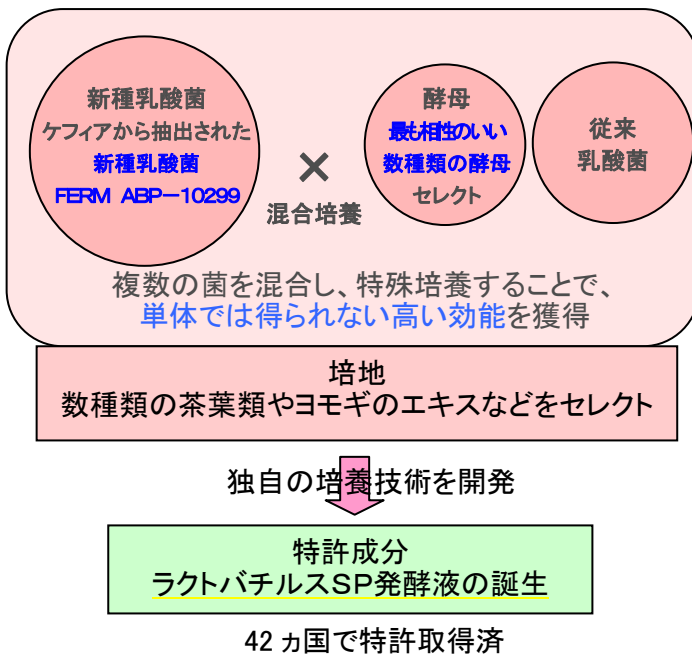 新種乳酸菌
ケフィアから抽出された
新種乳酸菌
FERM ABP－10299
×
混合培養
酵母
最も相性のいい
数種類の酵母
セレクト
従来
乳酸菌
複数の菌を混合し、特殊培養することで、
単体では得られない高い効能を獲得
培地
数種類の茶葉類やヨモギのエキスなどをセレクト
独自の培養技術を開発
特許成分
ラクトバチルスSP発酵液の誕生
42ヵ国で特許取得済